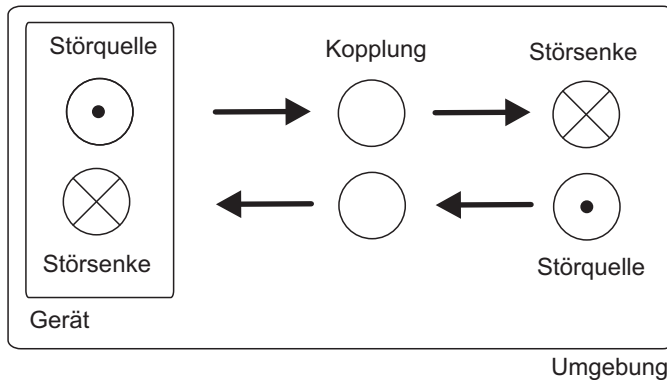 Störquelle
Kopplung
Störsenke
Störsenke
Störquelle
Gerät
Umgebung